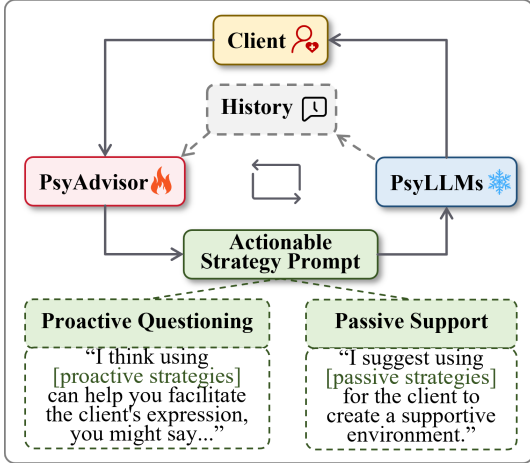 Client
History
PsyAdvisor
PsyLLMs
Actionable
Strategy Prompt
Proactive Questioning
“I think using
[proactive strategies]
can help you facilitate
the client's expression,
you might say...”
Passive Support
“I suggest using
[passive strategies]
for the client to
create a supportive
environment.”